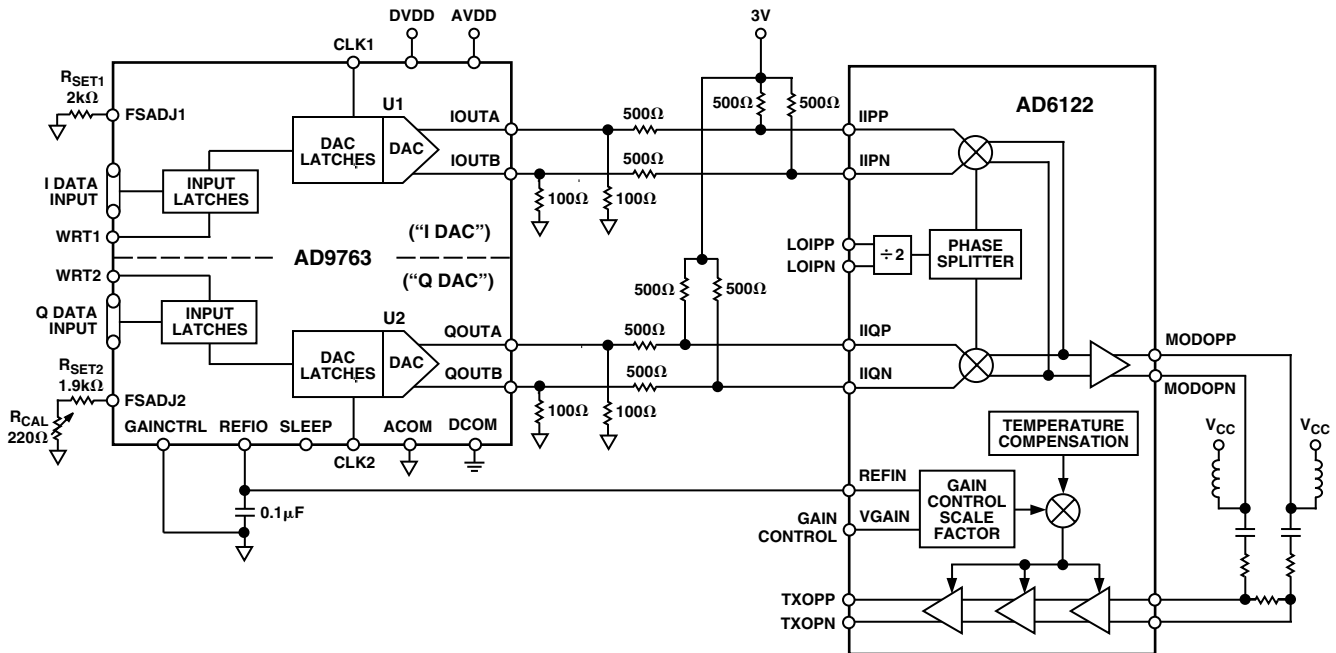 DVDD AVDD
3V
CLK1
RSET1
2kΩ
FSADJ1
U1
DAC
LATCHES
DAC
IOUTA
IOUTB
500Ω
500Ω
500Ω
500Ω
100Ω
100Ω
AD6122
IIPP
IIPN
I DATA
INPUT
INPUT
LATCHES
WRT1
("I DAC")
AD9763
("Q DAC")
WRT2
LOIPP
LOIPN
÷2
PHASE
SPLITTER
Q DATA
INPUT
INPUT
LATCHES
U2
DAC
LATCHES
DAC
QOUTA
QOUTB
500Ω
500Ω
500Ω
500Ω
100Ω
100Ω
IIQP
IIQN
MODOPP
MODOPN
RSET2
1.9kΩ
FSADJ2
RCAL
220Ω
GAINCTRL
REFIO
SLEEP
CLK2
ACOM
DCOM
0.1µF
TEMPERATURE
COMPENSATION
VCC
VCC
REFIN
GAIN
CONTROL
VGAIN
GAIN
CONTROL
SCALE
FACTOR
TXOPP
TXOPN